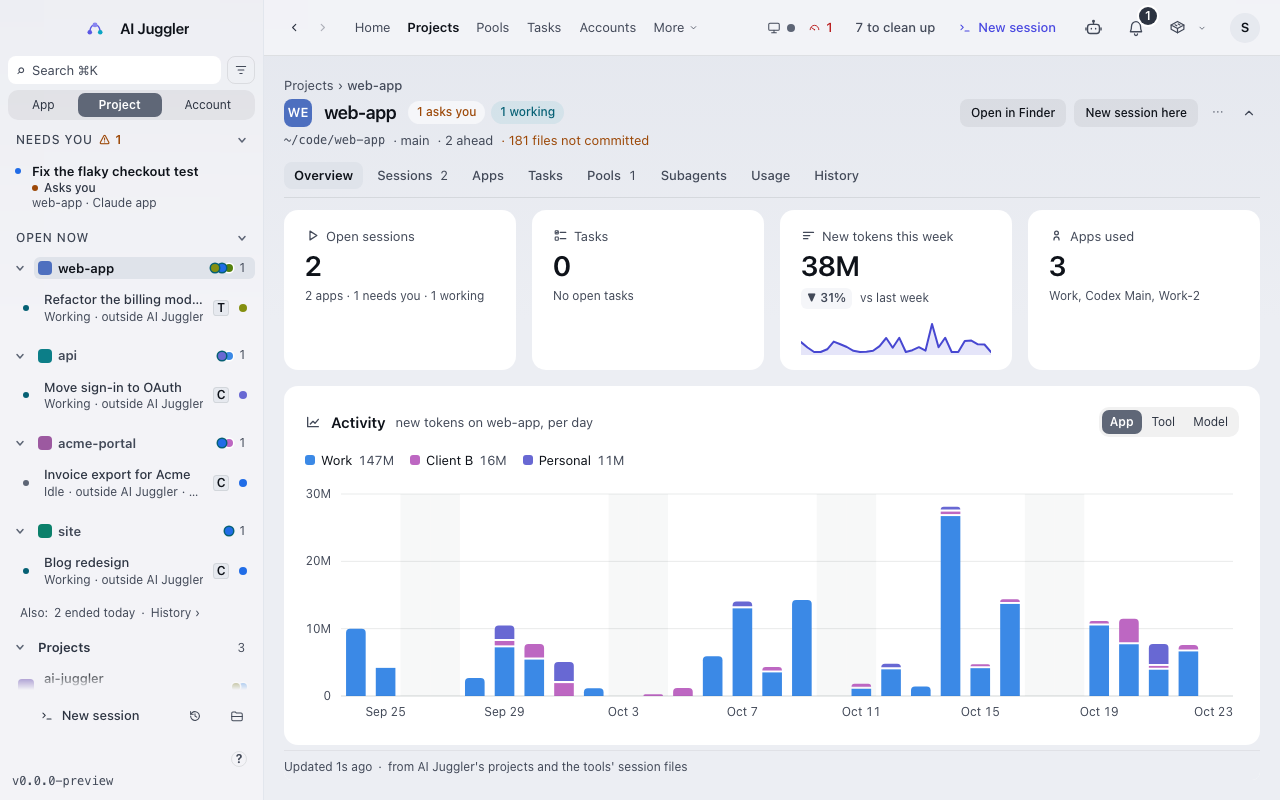 AI Juggler
Search ⌘K
App Project Account
NEEDS YOU 1
Fix the flaky checkout test
Asks you
web-app · Claude app
OPEN NOW
web-app 1
Refactor the billing mod... T
Working · outside AI Juggler
api 1
Move sign-in to OAuth C
Working · outside AI Juggler
acme-portal 1
Invoice export for Acme C
Idle · outside AI Juggler · ...
site 1
Blog redesign C
Working · outside AI Juggler
Also: 2 ended today · History ›
Projects 3
ai-juggler
New session
?
v0.0.0-preview
Home Projects Pools Tasks Accounts More
1 7 to clean up New session 1 S
Projects › web-app
WE web-app 1 asks you 1 working
Open in Finder New session here ···
~/code/web-app · main · 2 ahead · 181 files not committed
Overview Sessions 2 Apps Tasks Pools 1 Subagents Usage History
Open sessions
2
2 apps · 1 needs you · 1 working
Tasks
0
No open tasks
New tokens this week
38M
▼ 31% vs last week
Apps used
3
Work, Codex Main, Work-2
Activity new tokens on web-app, per day
App Tool Model
Work 147M Client B 16M Personal 11M
30M
20M
10M
0
Sep 25 Sep 29 Oct 3 Oct 7 Oct 11 Oct 15 Oct 19 Oct 23
Updated 1s ago · from AI Juggler's projects and the tools' session files